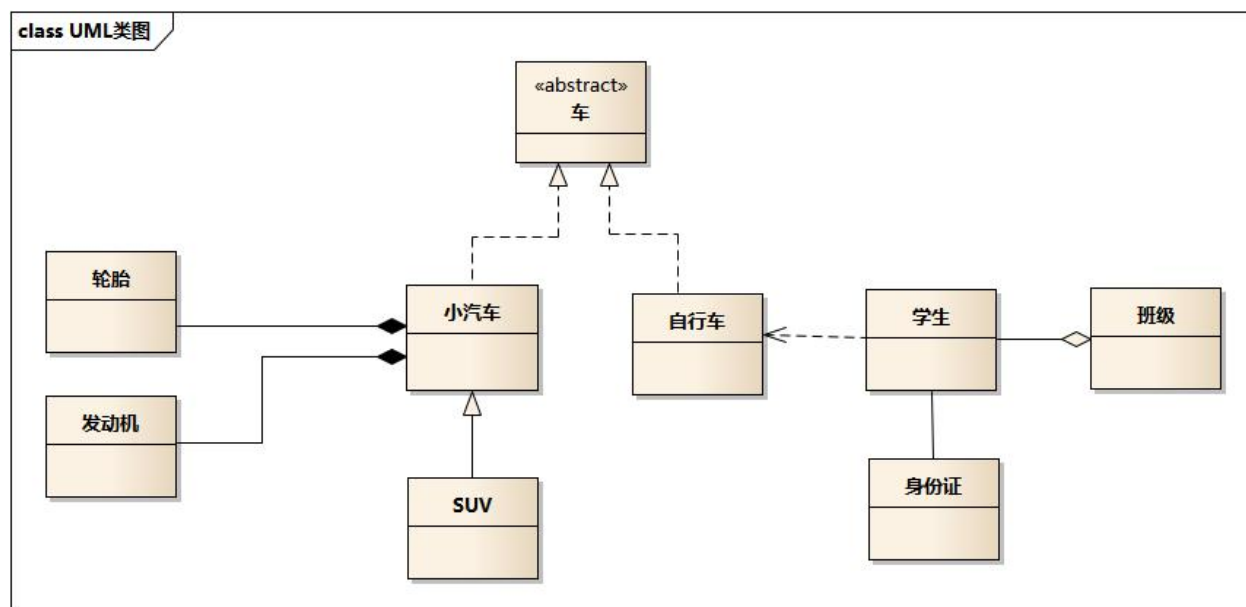 class UML类图
«abstract»
车
轮胎
小汽车
自行车
学生
班级
发动机
SUV
身份证